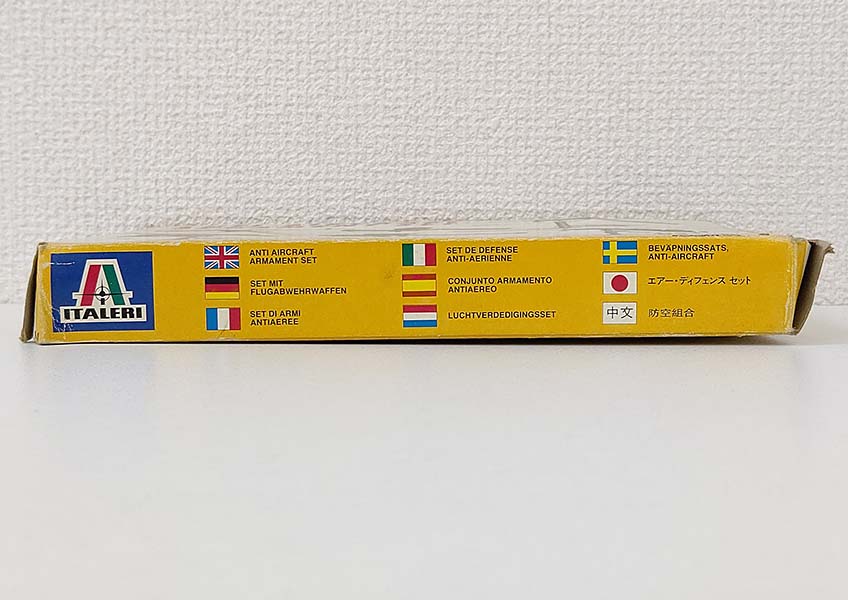 ITALERI
ANTI AIRCRAFT
ARMAMENT SET
SET MIT
FLUGABWEHRWAFFEN
SET DI ARMI
ANTIAEREE
SET DE DEFENSE
ANTI-AERIENNE
CONJUNTO ARMAMENTO
ANTIAEREO
LUCHTVERDEDIGINGSSET
BEVÄPNINGSSATS,
ANTI-AIRCRAFT
エアー・ディフェンス セット
中文
防空組合